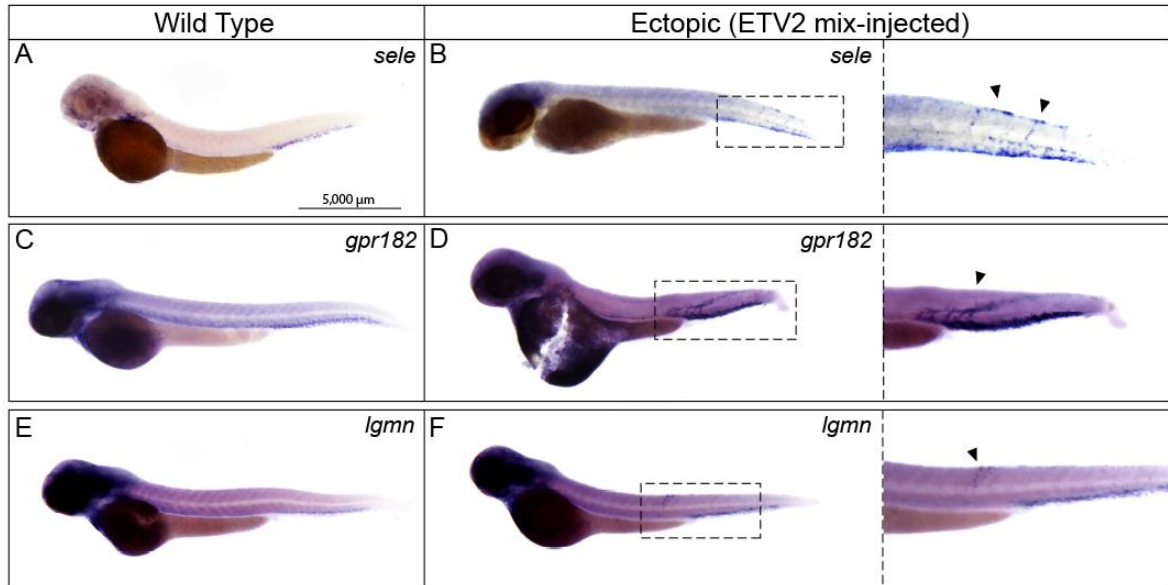 Wild Type
Ectopic (ETV2 mix-injected)
A
sele
B
sele
5,000 µm
C
gpr182
D
gpr182
E
lgmn
F
lgmn